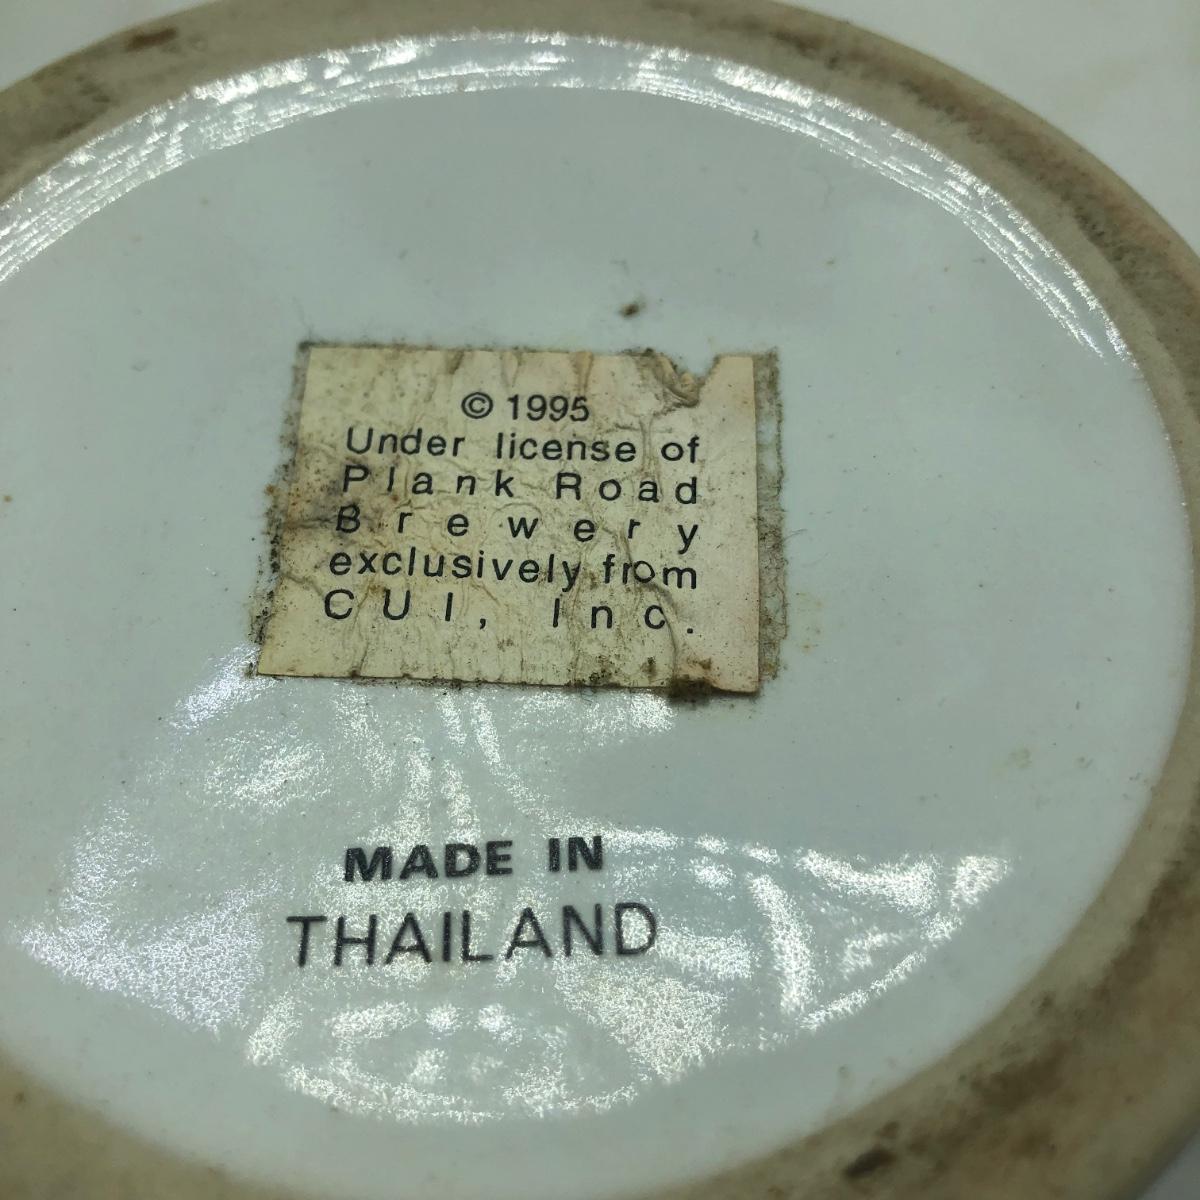 © 1995
Under license of
Plank Road
Brewery
exclusively from
CUI, Inc.
MADE IN
THAILAND